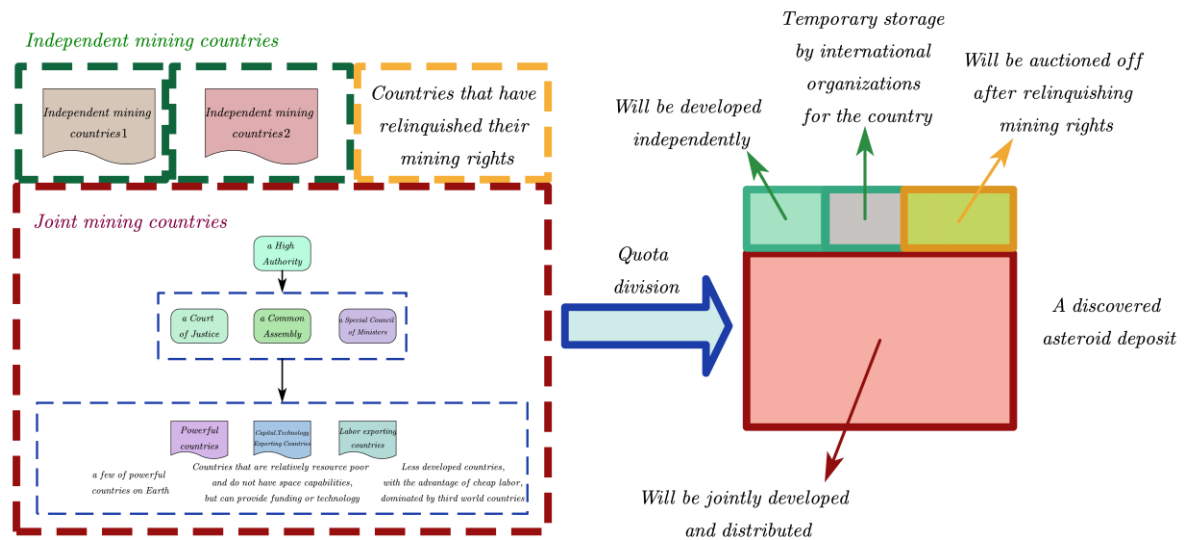 Independent mining countries
Independent mining
countries1
Independent mining
countries2
Countries that have
relinquished their
mining rights
Joint mining countries
a High
Authority
a Court
of Justice
a Common
Assembly
a Special Council
of Ministers
Powerful
countries
Capital,Technology
Exporting Countries
Labor exporting
countries
a few of powerful
countries on Earth
Countries that are relatively resource poor
and do not have space capabilities,
but can provide funding or technology
Less developed countries,
with the advantage of cheap labor,
dominated by third world countries
Quota
division
Will be developed
independently
Temporary storage
by international
organizations
for the country
Will be auctioned off
after relinquishing
mining rights
A discovered
asteroid deposit
Will be jointly developed
and distributed